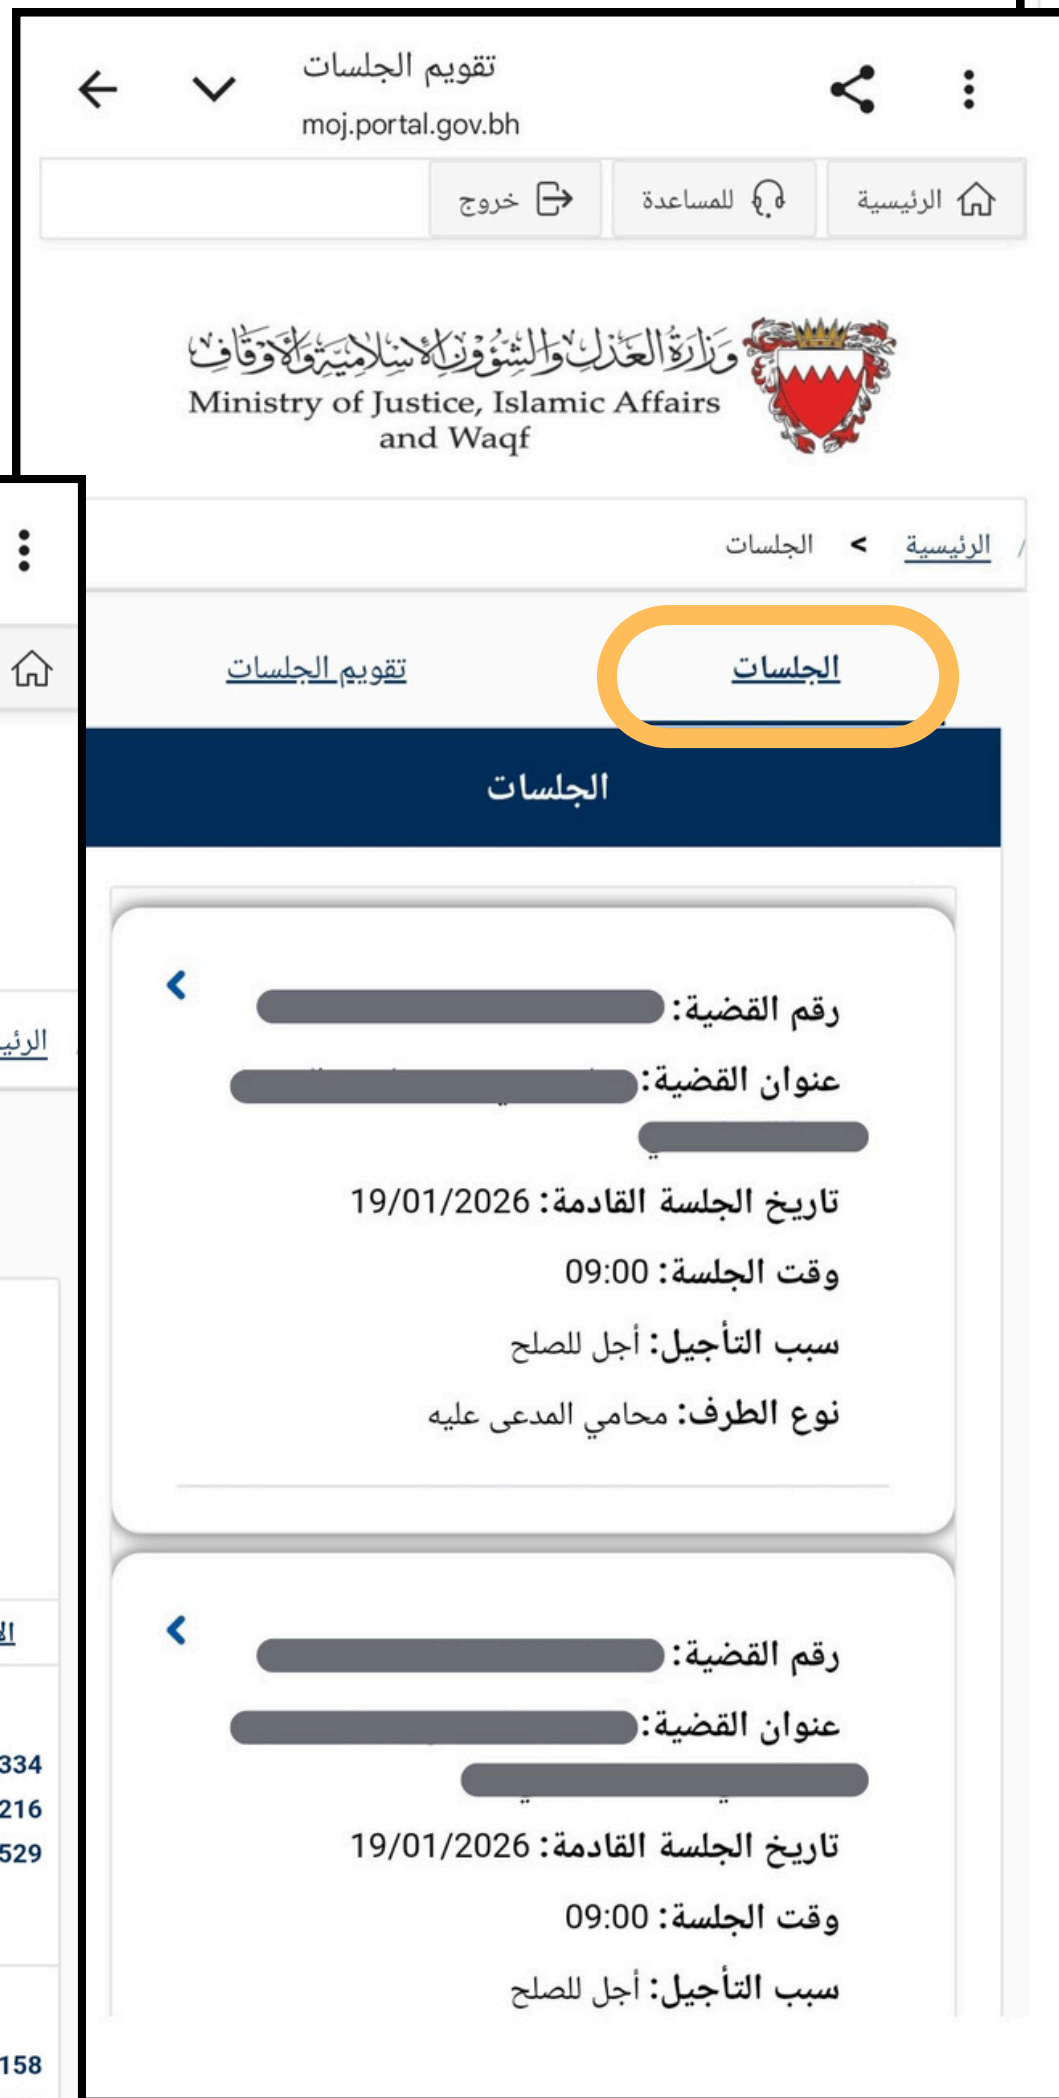 تقويم الجلسات
moj.portal.gov.bh
الرئيسية
للمساعدة
خروج
وزارة العدل والشؤون الإسلامية والأوقاف
Ministry of Justice, Islamic Affairs
and Waqf
/ الرئيسية > الجلسات
الجلسات
تقويم الجلسات
الجلسات
رقم القضية:
عنوان القضية:
تاريخ الجلسة القادمة: 19/01/2026
وقت الجلسة: 09:00
سبب التأجيل: أجل للصلح
نوع الطرف: محامي المدعى عليه
رقم القضية:
عنوان القضية:
تاريخ الجلسة القادمة: 19/01/2026
وقت الجلسة: 09:00
سبب التأجيل: أجل للصلح
334
216
529
158